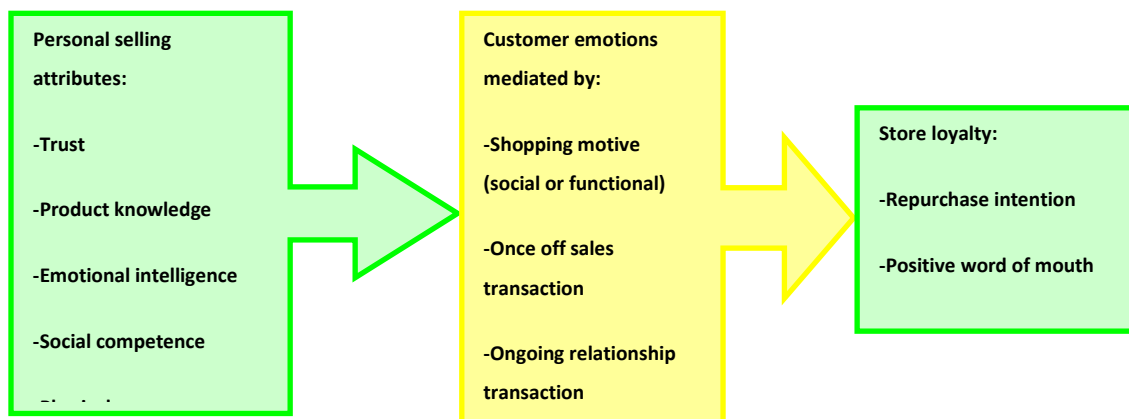 Personal selling
attributes:
-Trust
-Product knowledge
-Emotional intelligence
-Social competence
Customer emotions
mediated by:
-Shopping motive
(social or functional)
-Once off sales
transaction
-Ongoing relationship
transaction
Store loyalty:
-Repurchase intention
-Positive word of mouth